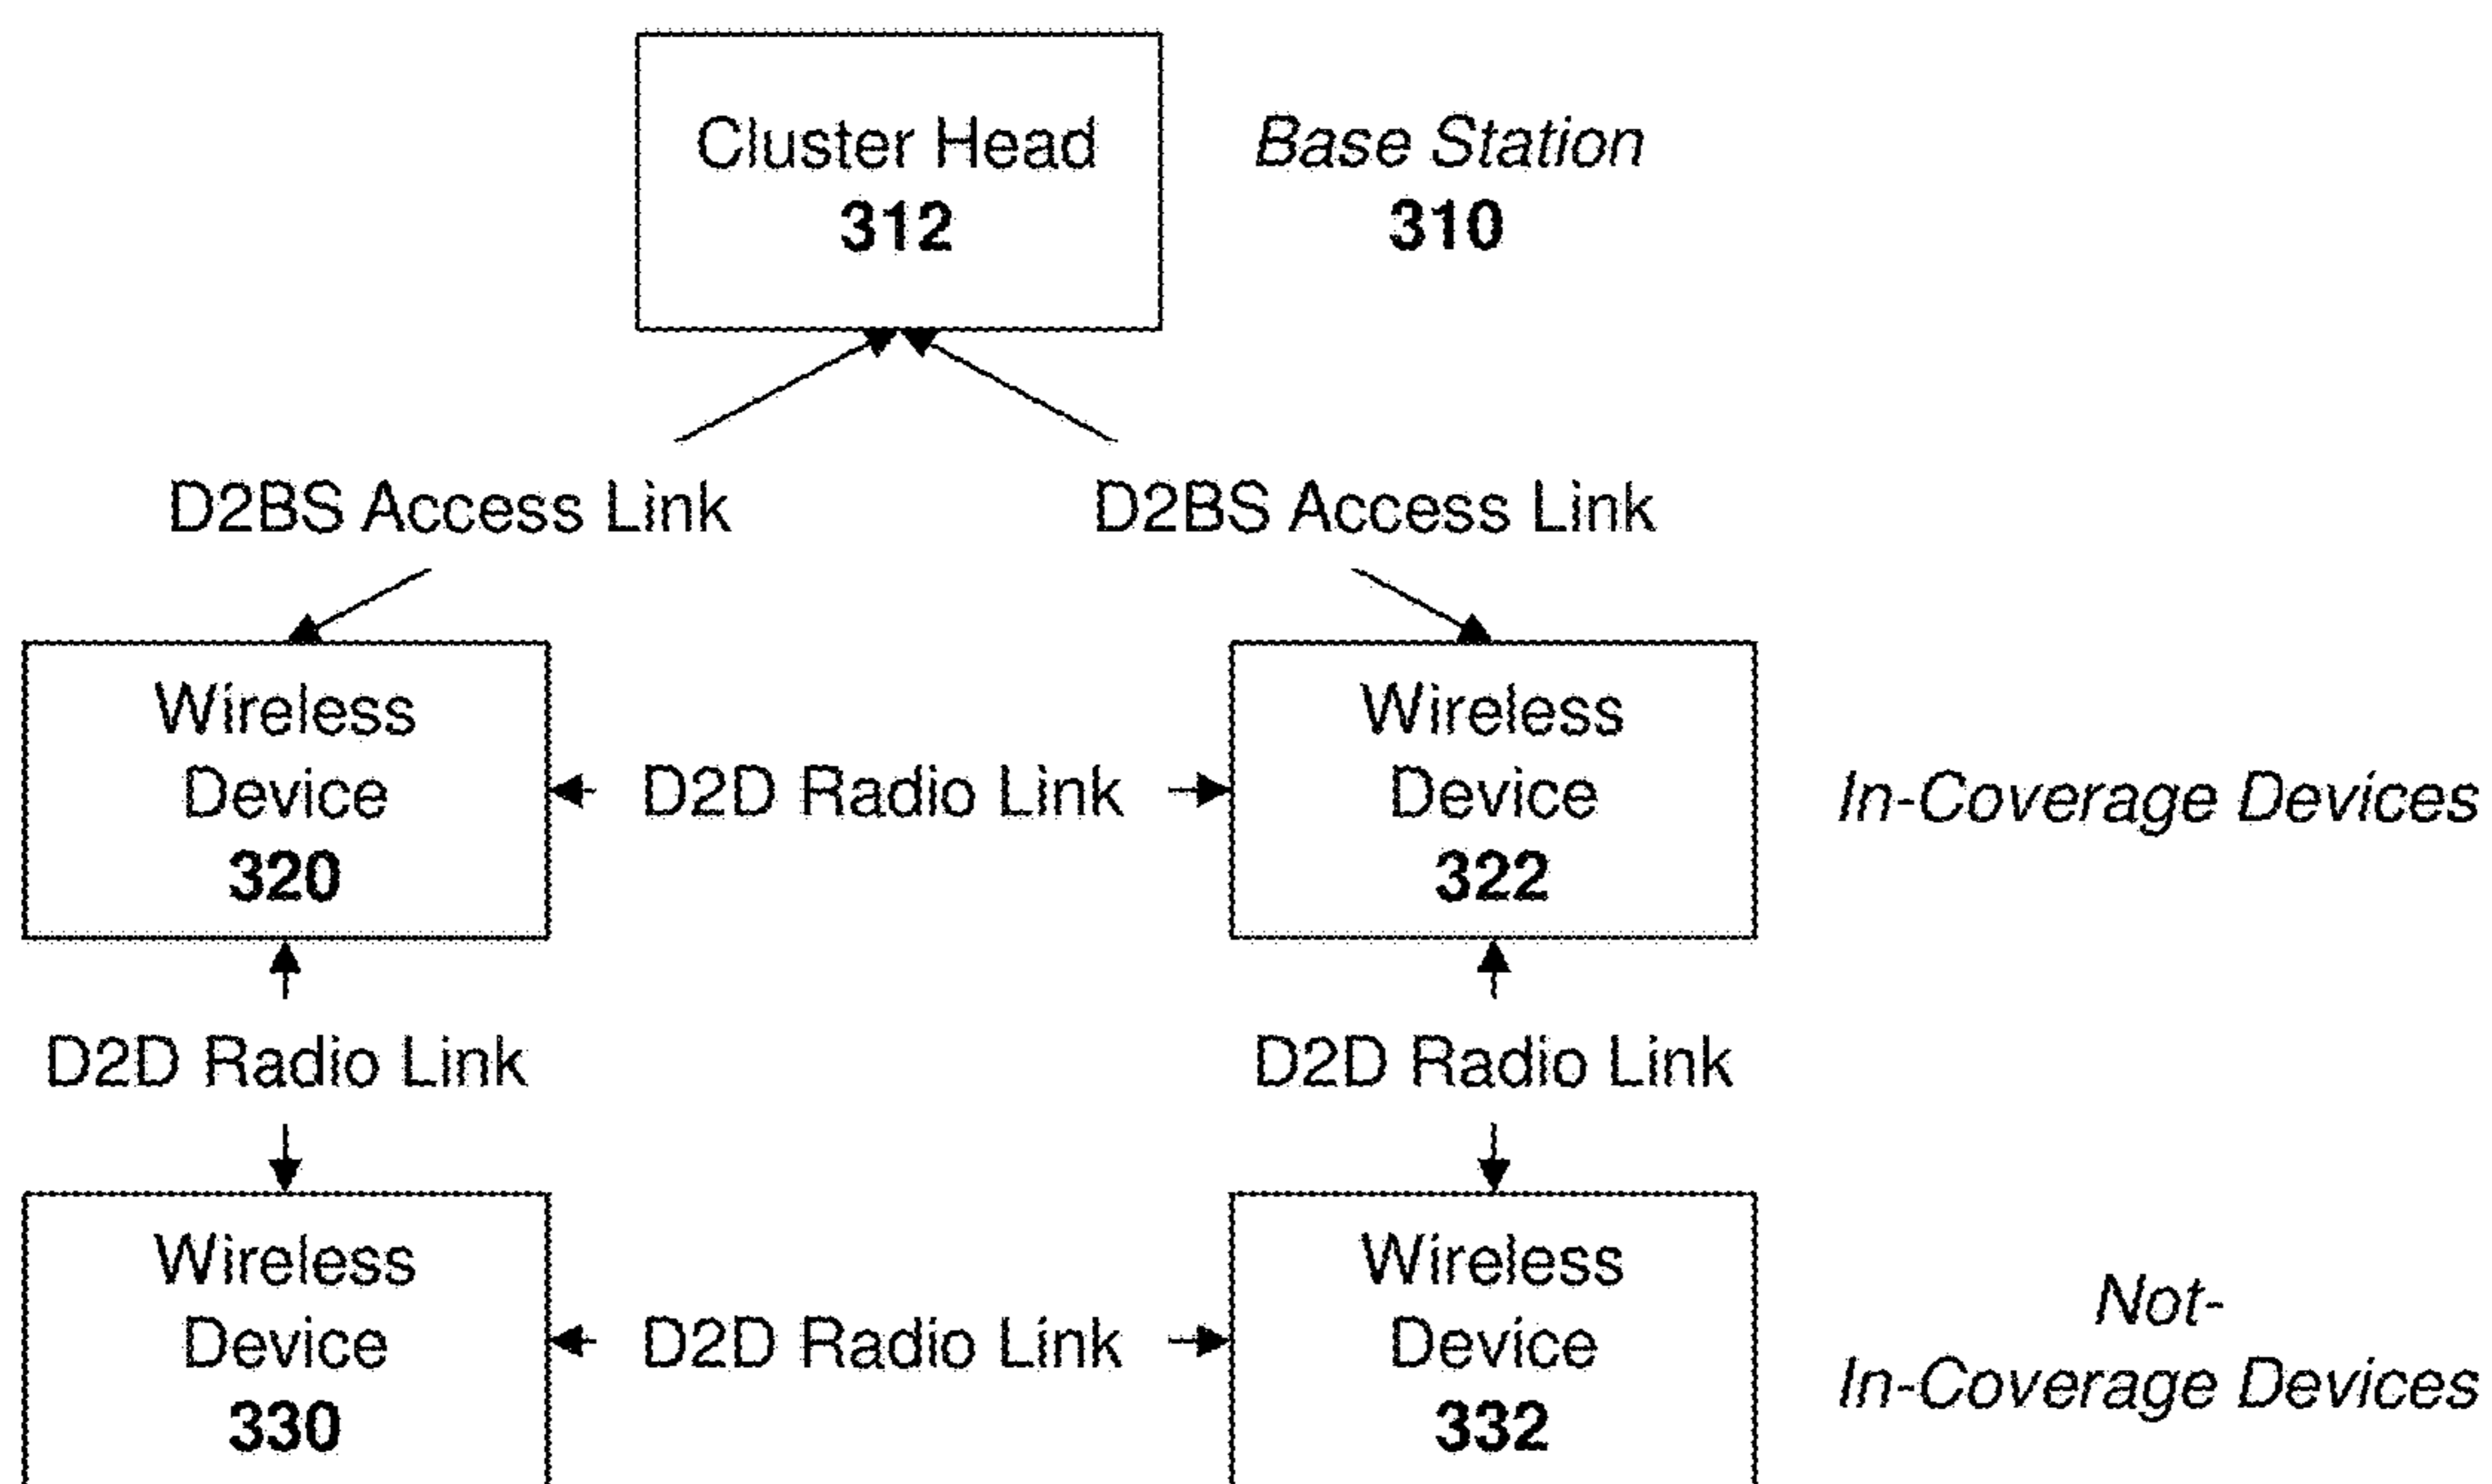 Cluster Head
312
Base Station
310
D2BS Access Link
D2BS Access Link
Wireless
Device
320
D2D Radio Link
Wireless
Device
322
In-Coverage Devices
D2D Radio Link
D2D Radio Link
Wireless
Device
330
D2D Radio Link
Wireless
Device
332
Not-
In-Coverage Devices